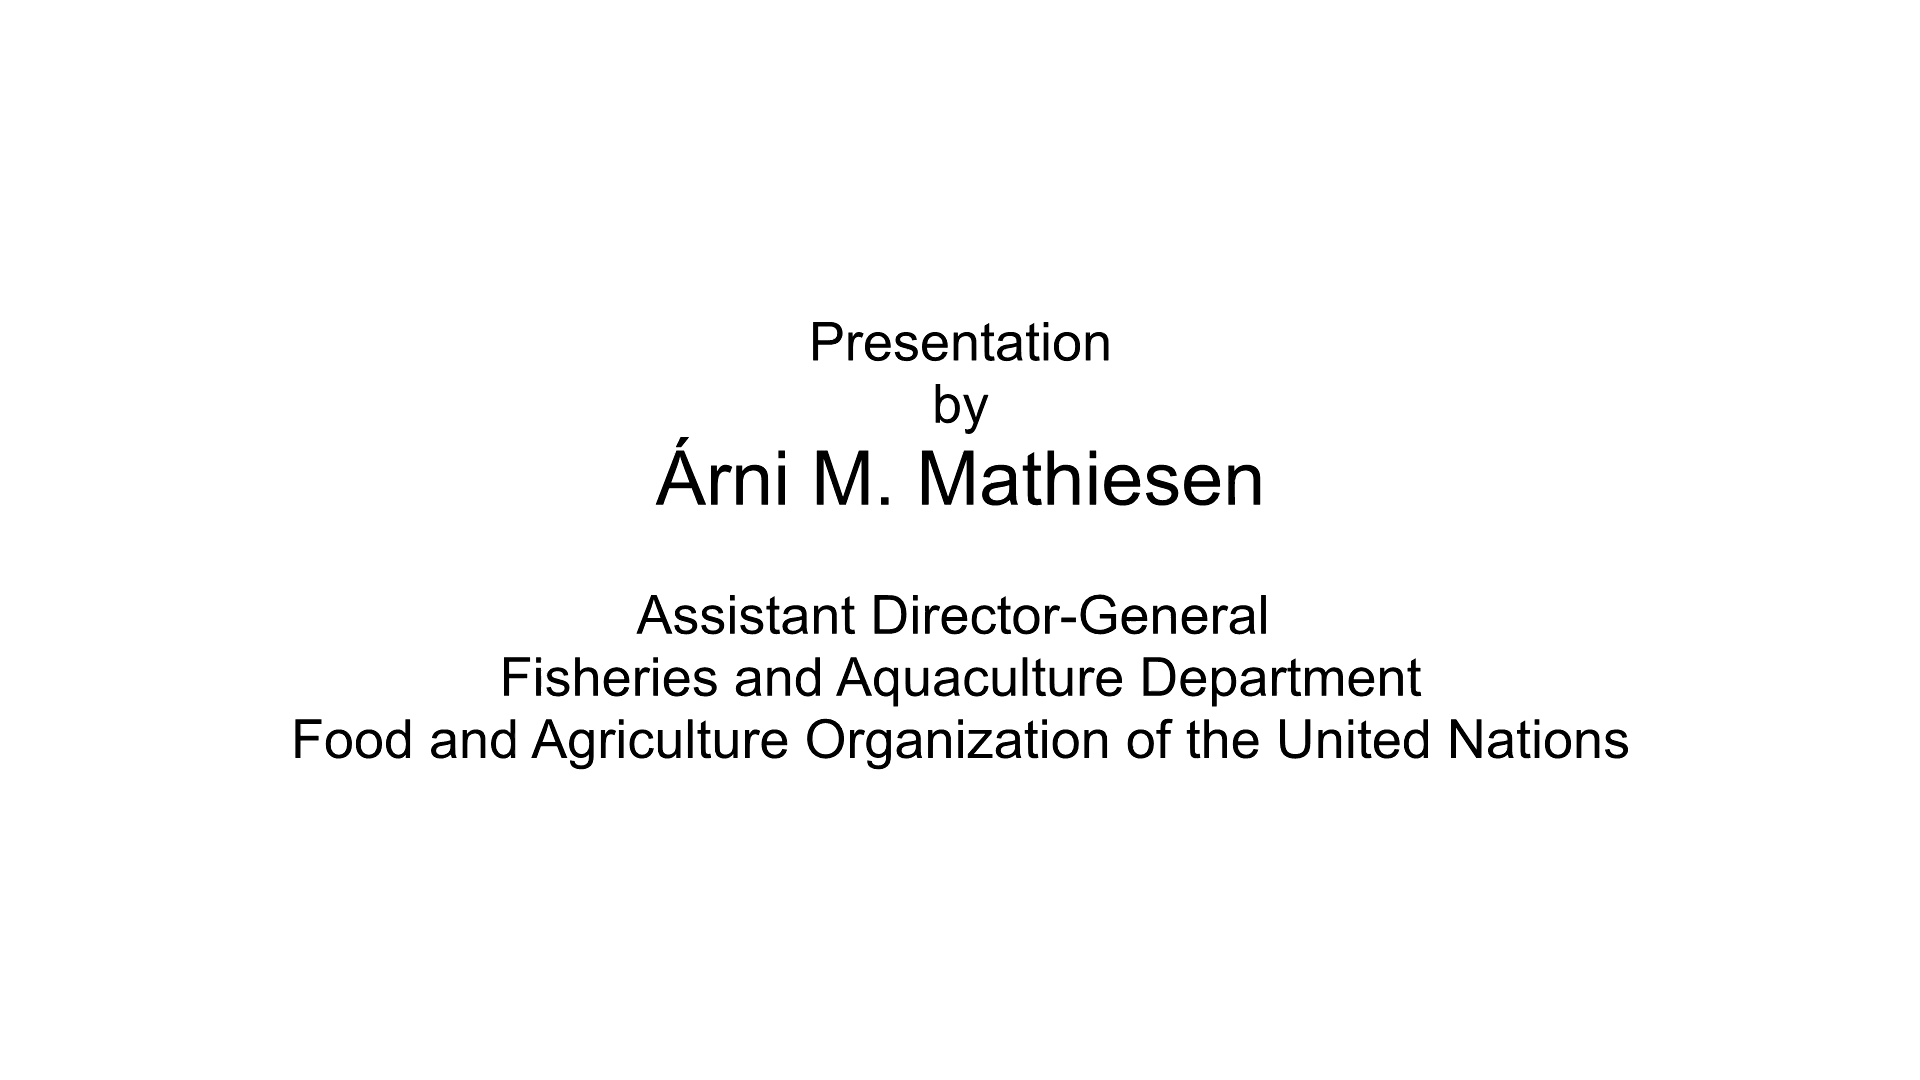 Presentation
by
Árni M. Mathiesen
Assistant Director-General
Fisheries and Aquaculture Department
Food and Agriculture Organization of the United Nations